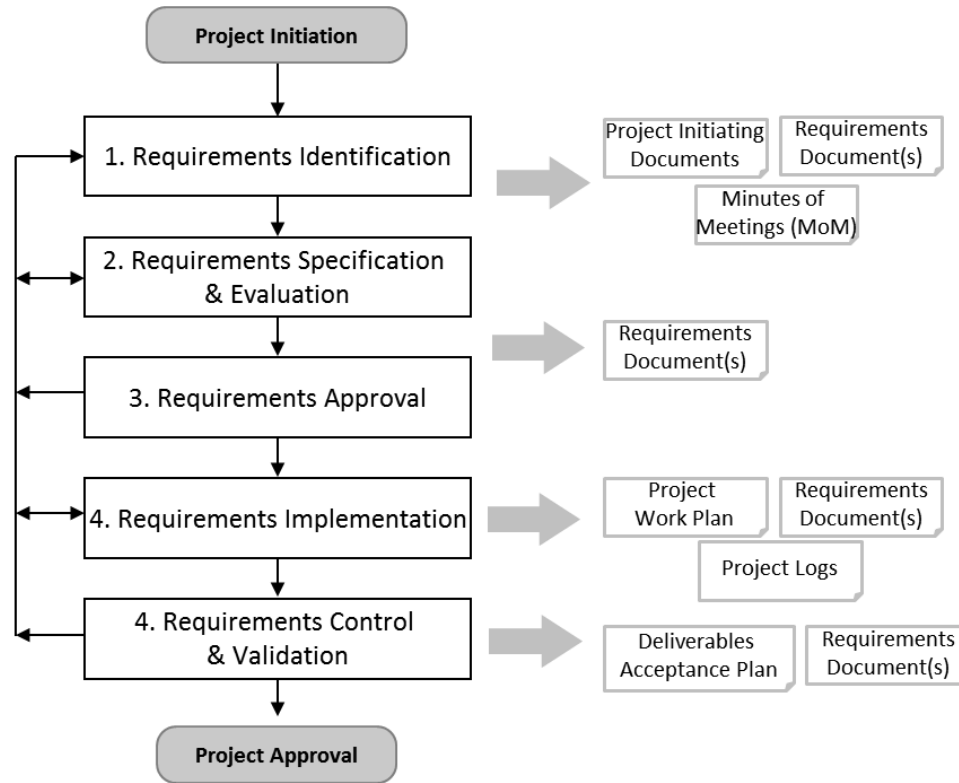 Project Initiation
1. Requirements Identification
Project Initiating
Documents
Requirements
Document(s)
Minutes of
Meetings (MoM)
2. Requirements Specification
& Evaluation
Requirements
Document(s)
3. Requirements Approval
4. Requirements Implementation
Project
Work Plan
Requirements
Document(s)
Project Logs
4. Requirements Control
& Validation
Deliverables
Acceptance Plan
Requirements
Document(s)
Project Approval